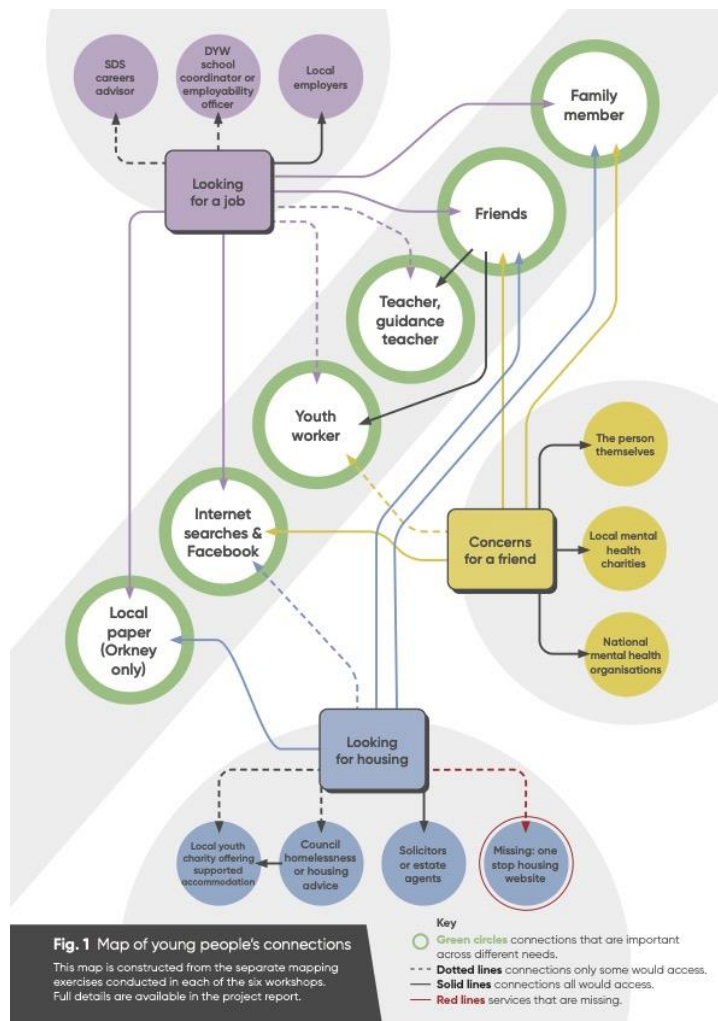 SDS
careers
advisor
DYW
school
coordinator or
employability
officer
Local
employers
Family
member
Looking
for a job
Friends
Teacher,
guidance
teacher
Youth
worker
The person
themselves
Internet
searches &
Facebook
Concerns
for a friend
Local mental
health
charities
Local
paper
(Orkney
only)
National
mental health
organisations
Looking
for housing
Local youth
charity offering
supported
accommodation
Council
homelessness
or housing
advice
Solicitors
or estate
agents
Missing: one
stop housing
website
Fig. 1 Map of young people's connections
This map is constructed from the separate mapping
exercises conducted in each of the six workshops.
Full details are available in the project report.
Key
Green circles connections that are important
across different needs.
Dotted lines connections only some would access.
Solid lines connections all would access.
Red lines services that are missing.